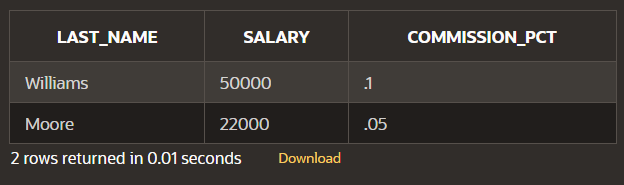 LAST_NAME SALARY COMMISSION_PCT
Williams 50000 .1
Moore 22000 .05
2 rows returned in 0.01 seconds Download